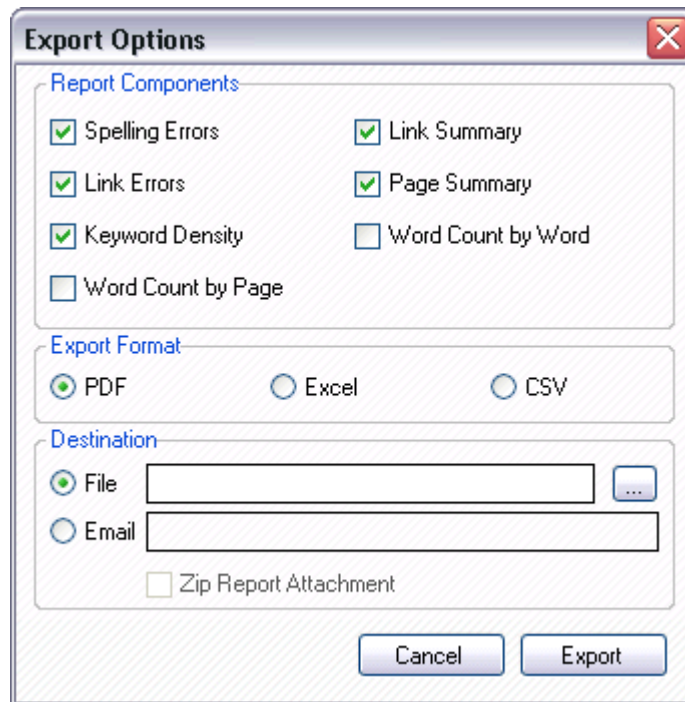 Export Options
Report Components
Spelling Errors Link Summary
Link Errors Page Summary
Keyword Density Word Count by Word
Word Count by Page
Export Format
PDF Excel CSV
Destination
File ...
Email
Zip Report Attachment
Cancel Export